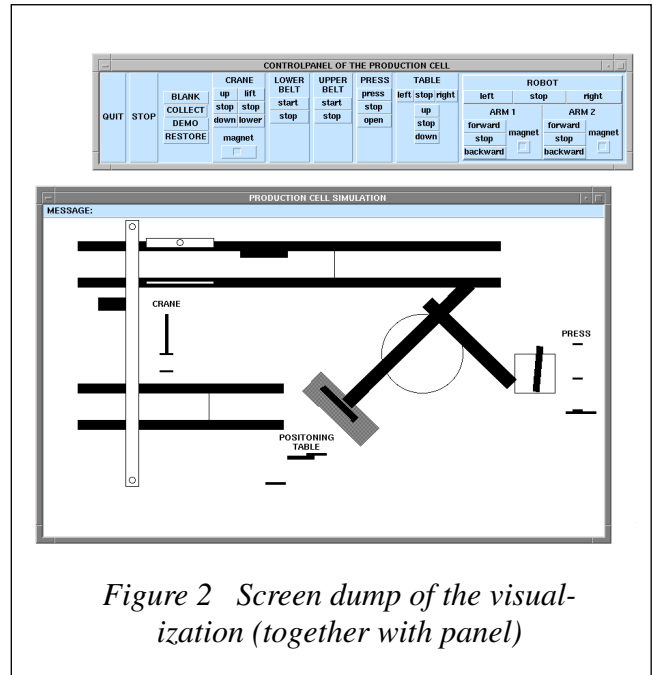 CONTROLPANEL OF THE PRODUCTION CELL
QUIT
STOP
BLANK
COLLECT
DEMO
RESTORE
CRANE
up lift
stop stop
down lower
magnet
LOWER
BELT
start
stop
UPPER
BELT
start
stop
PRESS
press
stop
open
TABLE
left stop right
up
stop
down
ROBOT
left stop right
ARM 1
forward
stop
backward
magnet
ARM 2
forward
stop
backward
magnet
PRODUCTION CELL SIMULATION
MESSAGE:
CRANE
PRESS
POSITONING
TABLE
Figure 2 Screen dump of the visual-
ization (together with panel)